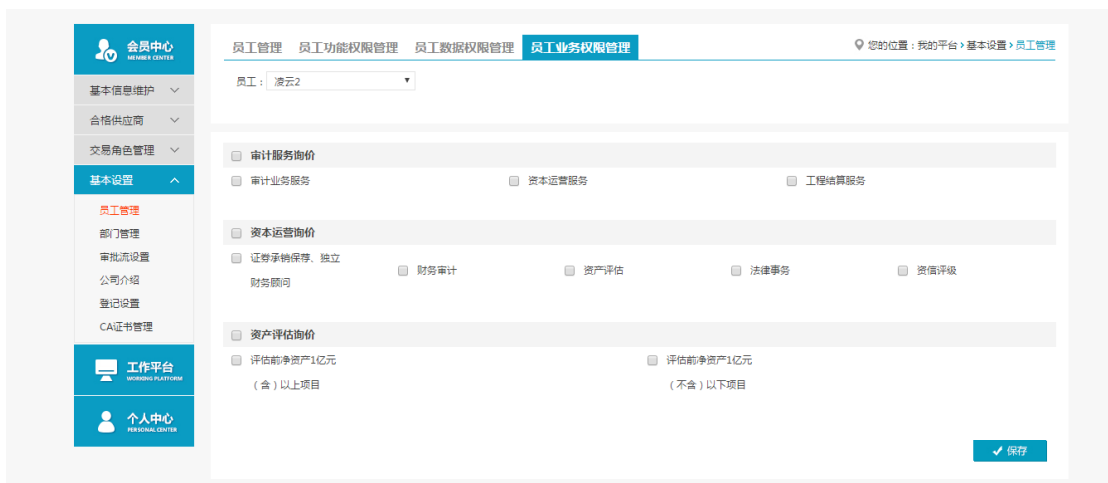 会员中心
MEMBER CENTER
基本信息维护
合格供应商
交易角色管理
基本设置
员工管理
部门管理
审批流设置
公司介绍
登记设置
CA证书管理
工作平台
WORKING PLATFORM
个人中心
PERSONAL CENTER
员工管理 员工功能权限管理 员工数据权限管理 员工业务权限管理
您的位置：我的平台›基本设置›员工管理
员工： 凌云2
审计服务询价
审计业务服务 资本运营服务 工程结算服务
资本运营询价
证券承销保荐、独立
财务顾问 财务审计 资产评估 法律事务 资信评级
资产评估询价
评估前净资产1亿元 评估前净资产1亿元
（含）以上项目 （不含）以下项目
保存